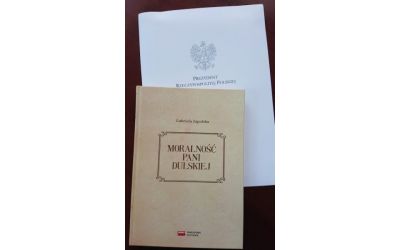 PREZYDENT
RZECZYPOSPOLITEJ POLSKIEJ
Gabriela Zapolska
MORALNOŚĆ
PANI
DULSKIEJ